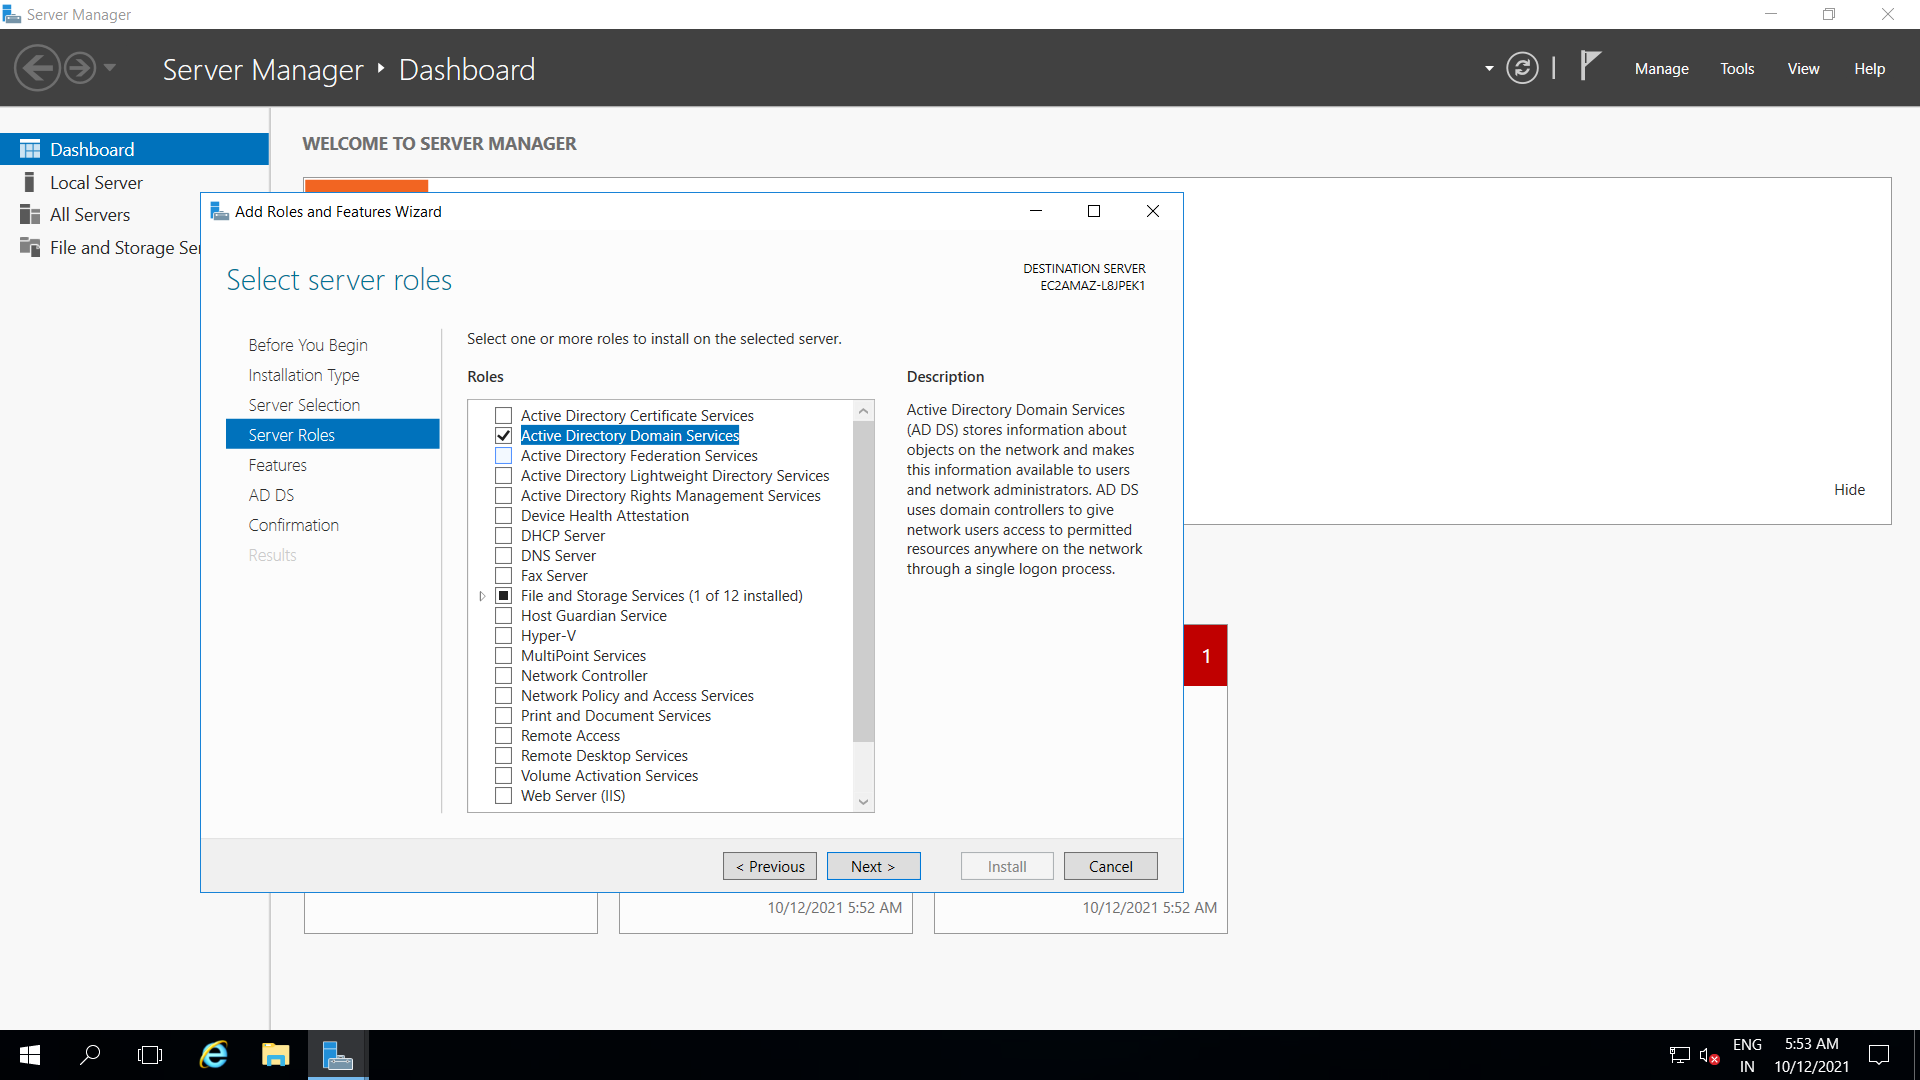 Server Manager
Server Manager ‣ Dashboard
Manage
Tools
View
Help
Dashboard
Local Server
All Servers
File and Storage Ser
WELCOME TO SERVER MANAGER
Hide
Add Roles and Features Wizard
Select server roles
DESTINATION SERVER
EC2AMAZ-L8JPEK1
Before You Begin
Installation Type
Server Selection
Server Roles
Features
AD DS
Confirmation
Results
Select one or more roles to install on the selected server.
Roles
Active Directory Certificate Services
Active Directory Domain Services
Active Directory Federation Services
Active Directory Lightweight Directory Services
Active Directory Rights Management Services
Device Health Attestation
DHCP Server
DNS Server
Fax Server
File and Storage Services (1 of 12 installed)
Host Guardian Service
Hyper-V
MultiPoint Services
Network Controller
Network Policy and Access Services
Print and Document Services
Remote Access
Remote Desktop Services
Volume Activation Services
Web Server (IIS)
Description
Active Directory Domain Services
(AD DS) stores information about
objects on the network and makes
this information available to users
and network administrators. AD DS
uses domain controllers to give
network users access to permitted
resources anywhere on the network
through a single logon process.
< Previous
Next >
Install
Cancel
1
10/12/2021 5:52 AM
10/12/2021 5:52 AM
ENG
IN
5:53 AM
10/12/2021